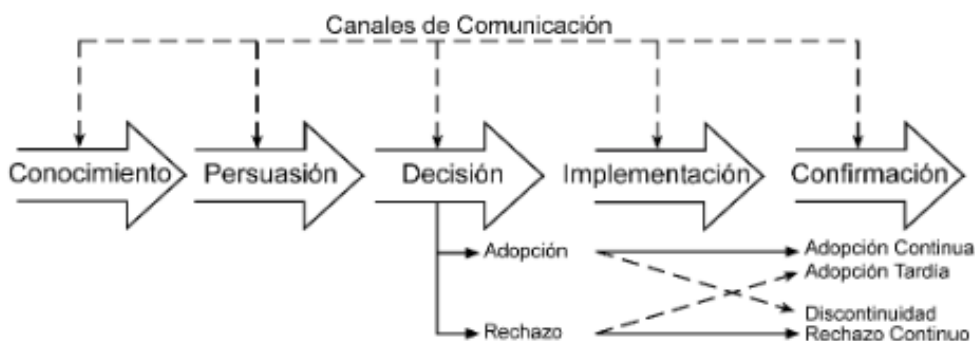 Canales de Comunicación
Conocimiento
Persuasión
Decisión
Implementación
Confirmación
Adopción
Adopción Continua
Adopción Tardía
Discontinuidad
Rechazo
Rechazo Continuo